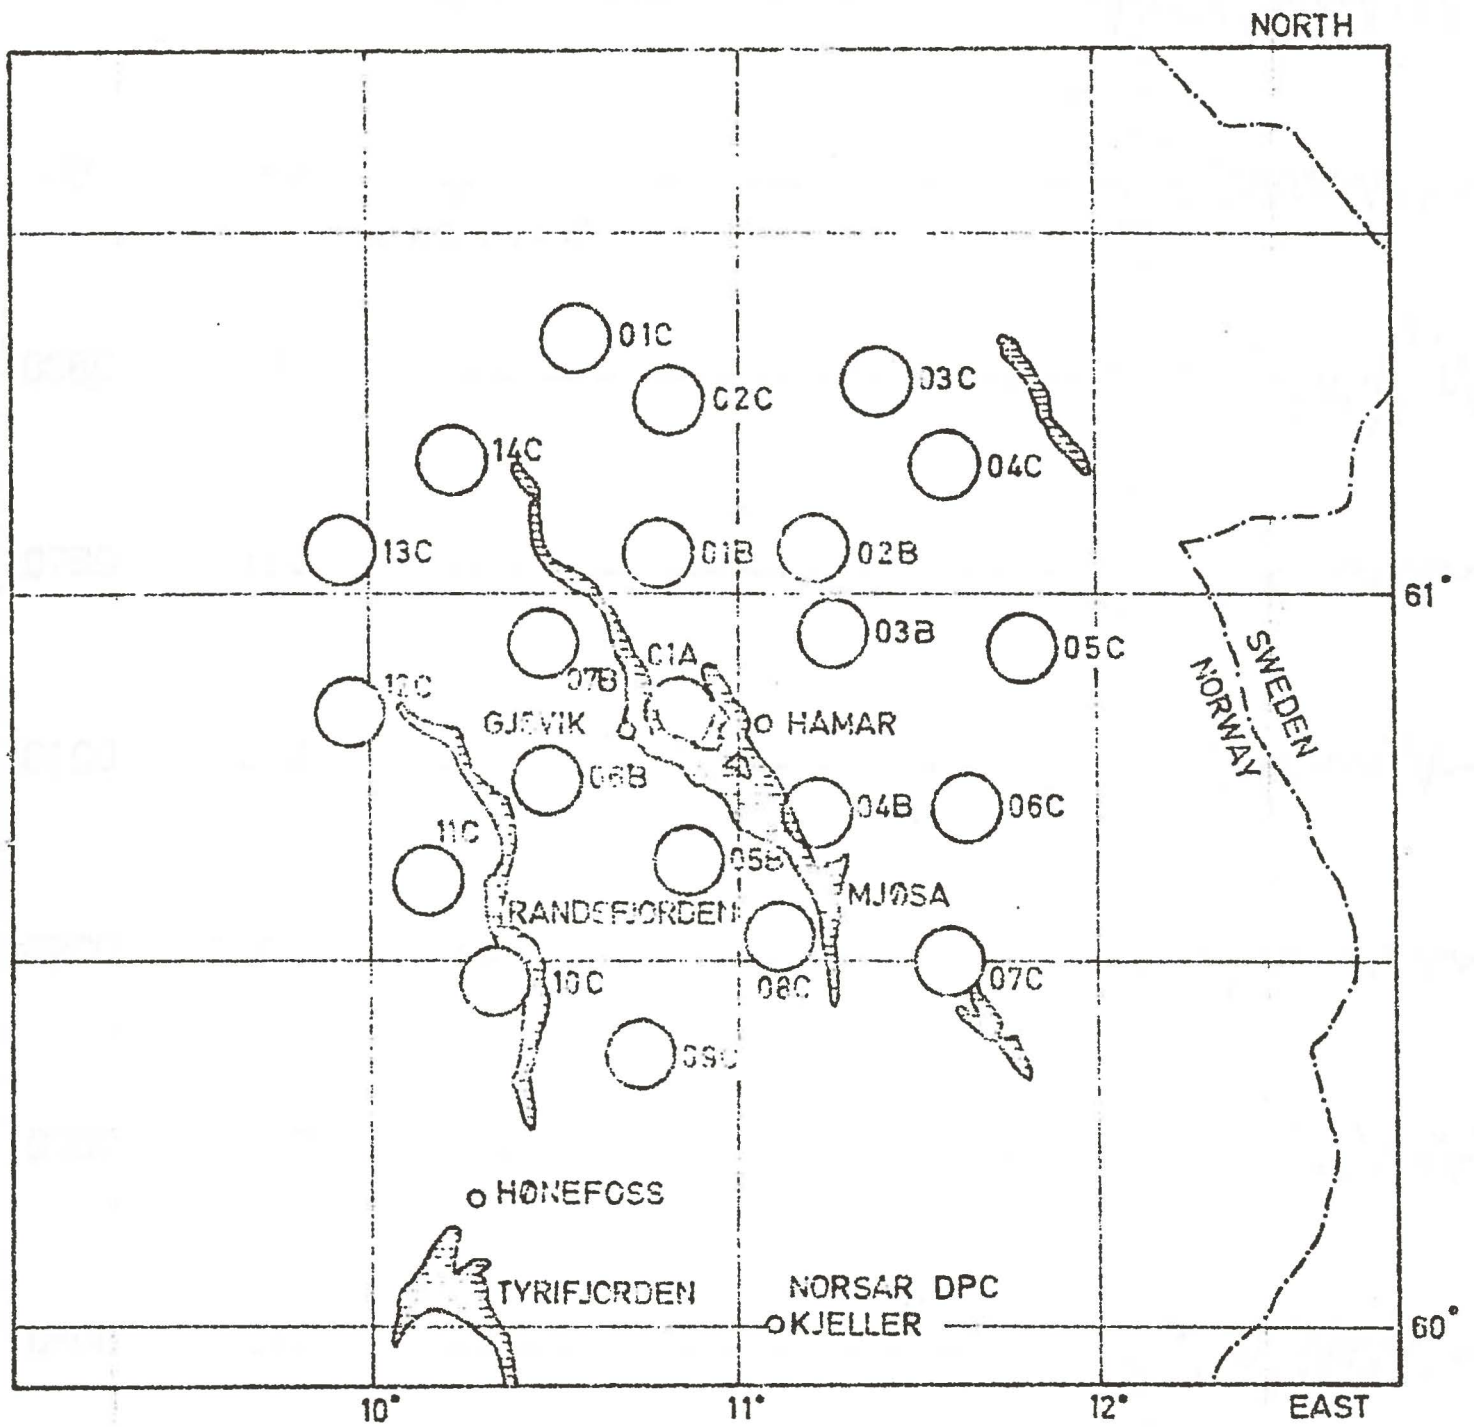 NORTH
01C
02C
03C
14C
04C
13C
01B
02B
61°
03B
05C
01A
07B
12C
SWEDEN
NORWAY
GJØVIK
HAMAR
06B
04B
06C
11C
05B
MJØSA
RANDSFJORDEN
10C
08C
07C
09C
HØNEFOSS
TYRIFJORDEN
NORSAR DPC
KJELLER
60°
10°
11°
12°
EAST